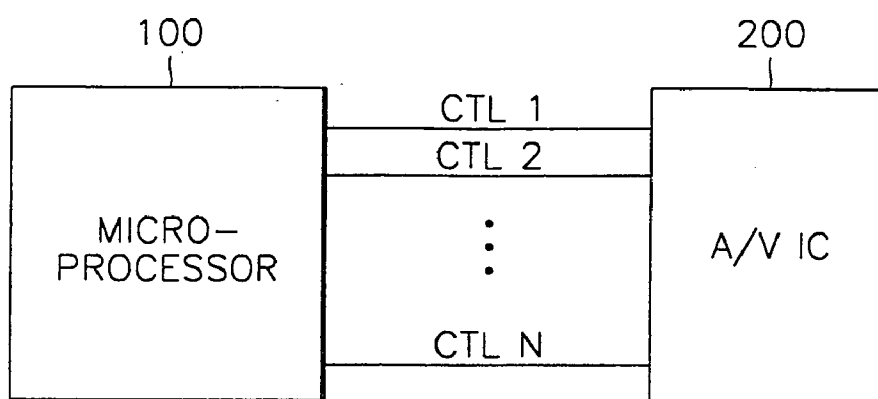 100
200
CTL 1
CTL 2
MICRO-
PROCESSOR
A/V IC
CTL N